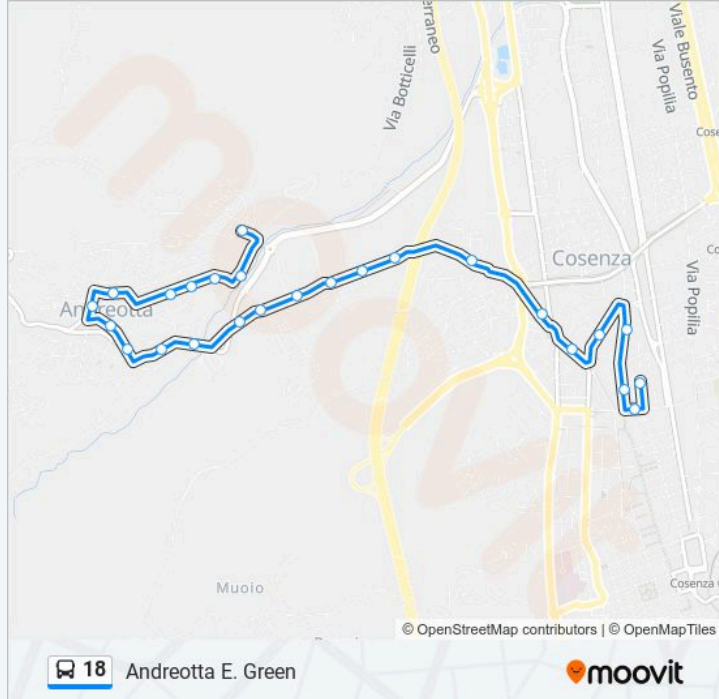 erraneo
Viale Busento
Via Popilia
Via Botticelli
Cose
Cosenza
Co
Via Popilia
Andreotta
moovit
Muoio
Cosenza C
© OpenStreetMap contributors | © OpenMapTiles
18 Andreotta E. Green
moovit